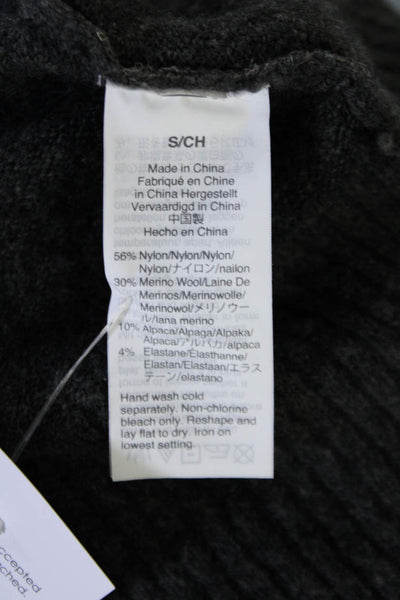 S/CH
Made in China
Fabriqué en Chine
in China Hergestellt
Vervaardigd in China
中国製
Hecho en China
56% Nylon/Nylon/Nylon/
Nylon/ナイロン/nailon
30% Merino Wool/Laine De
Merinos/Merinowolle/
Merinowol/メリノウー
ル/lana merino
10% Alpaca/Alpaga/Alpaka/
Alpaca/アルパカ/alpaca
4% Elastane/Élasthanne/
Elastan/Elastaan/エラス
テーン/elastano
Hand wash cold
separately. Non-chlorine
bleach only. Reshape and
lay flat to dry. Iron on
lowest setting.
ccepted
ched.